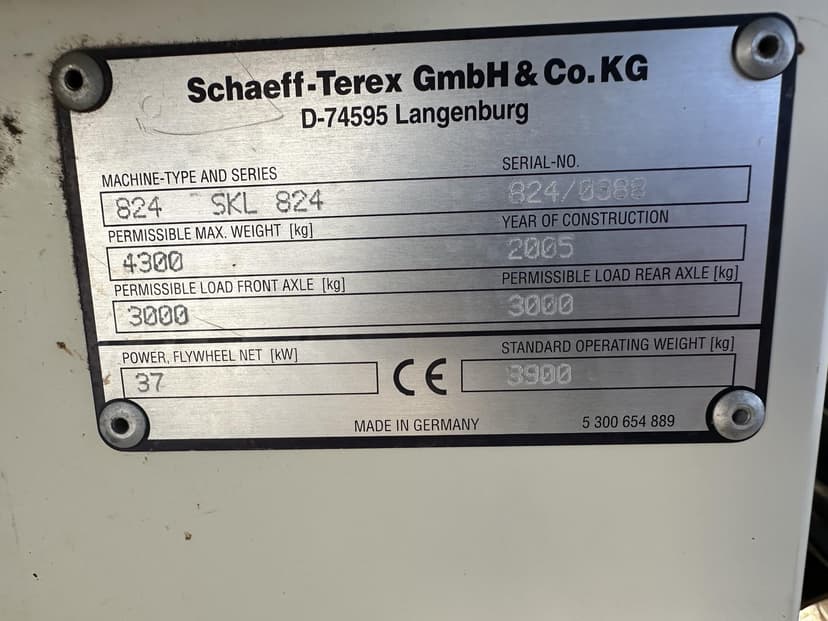 Schaeff-Terex GmbH & Co. KG
D-74595 Langenburg
MACHINE-TYPE AND SERIES SERIAL-NO.
824 SKL 824 824/0388
PERMISSIBLE MAX. WEIGHT [kg] YEAR OF CONSTRUCTION
4300 2005
PERMISSIBLE LOAD FRONT AXLE [kg] PERMISSIBLE LOAD REAR AXLE [kg]
3000 3000
POWER, FLYWHEEL NET [kW] STANDARD OPERATING WEIGHT [kg]
37 CE 3900
MADE IN GERMANY 5 300 654 889